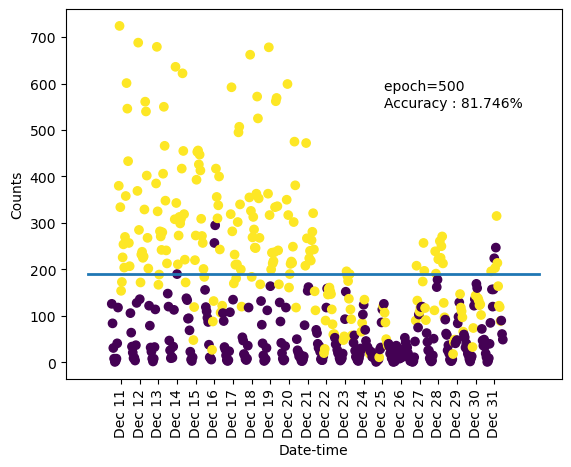 700
600
500
400
300
200
100
0
Counts
epoch=500
Accuracy : 81.746%
Dec 11
Dec 12
Dec 13
Dec 14
Dec 15
Dec 16
Dec 17
Dec 18
Dec 19
Dec 20
Dec 21
Dec 22
Dec 23
Dec 24
Dec 25
Dec 26
Dec 27
Dec 28
Dec 29
Dec 30
Dec 31
Date-time